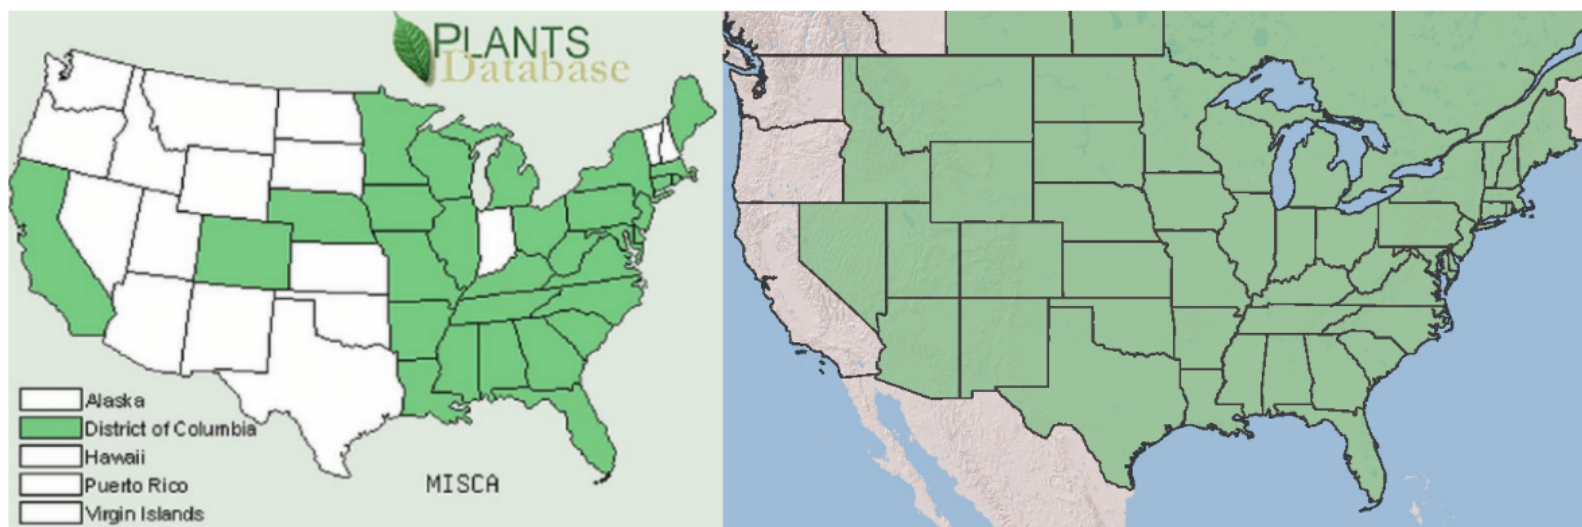 PLANTS
Database
Alaska
District of Columbia
Hawaii
Puerto Rico
Virgin Islands
MISCA